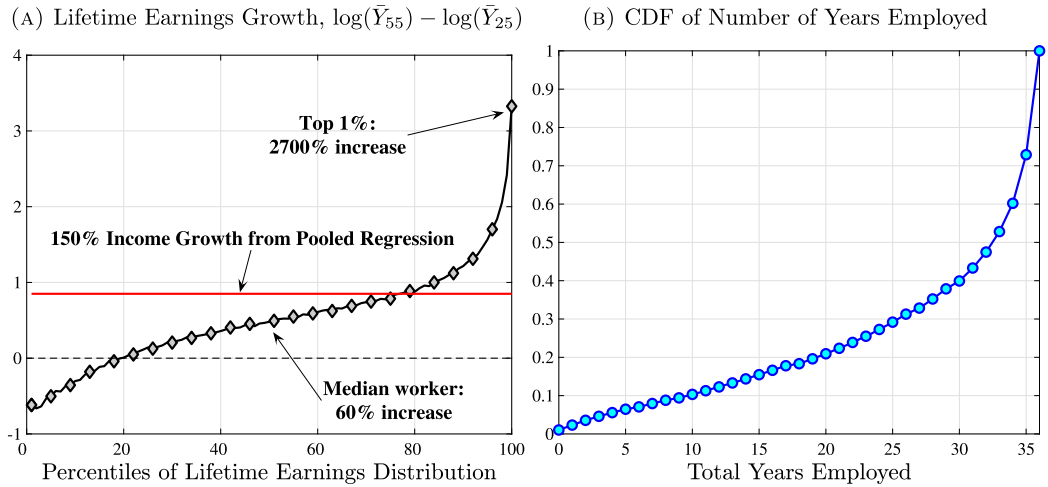 (A) Lifetime Earnings Growth, log(Ȳ₅₅) − log(Ȳ₂₅)
4
3
2
1
0
-1
Top 1%:
2700% increase
150% Income Growth from Pooled Regression
Median worker:
60% increase
0 20 40 60 80 100
Percentiles of Lifetime Earnings Distribution
(B) CDF of Number of Years Employed
1
0.9
0.8
0.7
0.6
0.5
0.4
0.3
0.2
0.1
0
0 5 10 15 20 25 30 35
Total Years Employed